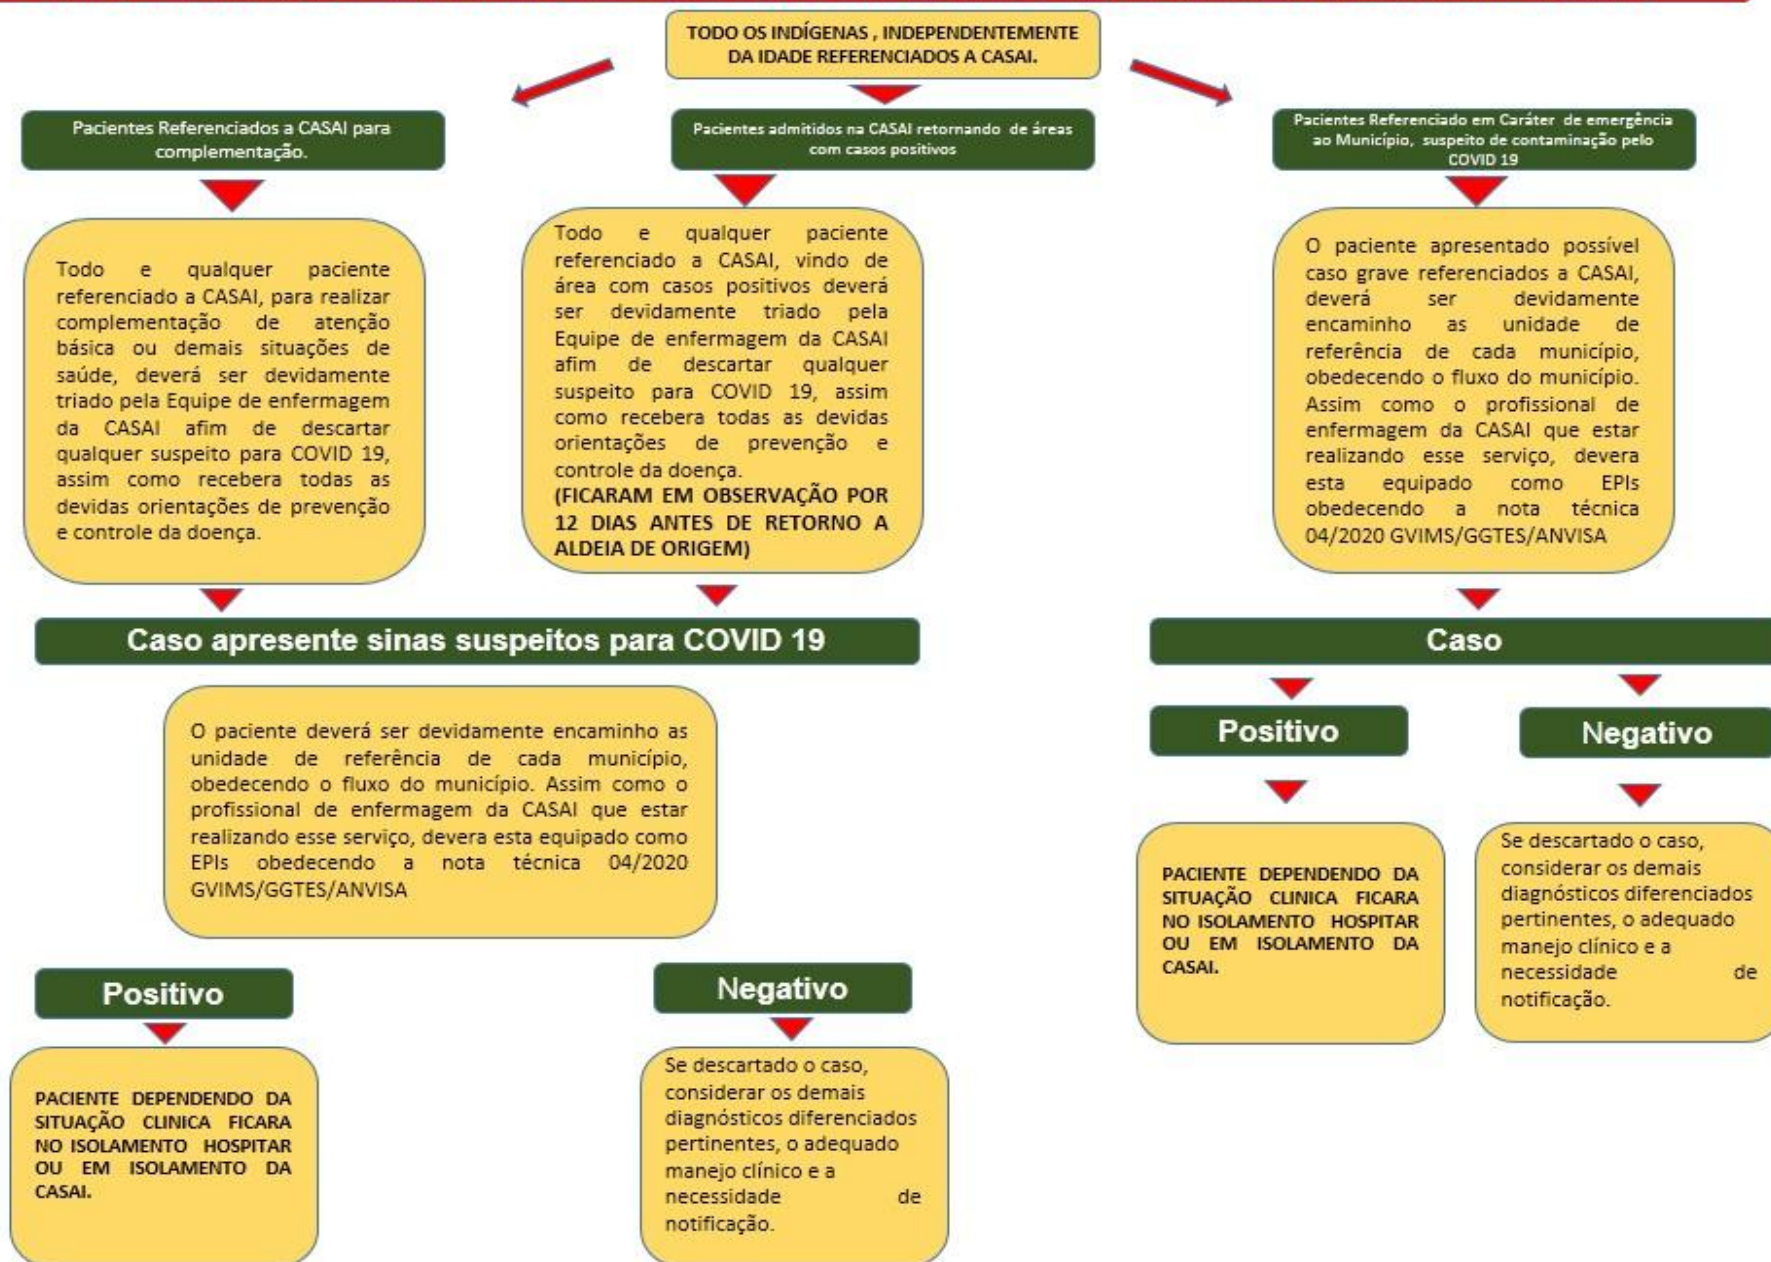 TODO OS INDÍGENAS , INDEPENDENTEMENTE
DA IDADE REFERENCIADOS A CASAI.
Pacientes Referenciados a CASAI para
complementação.
Pacientes admitidos na CASAI retornando de áreas
com casos positivos
Pacientes Referenciado em Caráter de emergência
ao Município, suspeito de contaminação pelo
COVID 19
Todo e qualquer paciente
referenciado a CASAI, para realizar
complementação de atenção
básica ou demais situações de
saúde, deverá ser devidamente
triado pela Equipe de enfermagem
da CASAI afim de descartar
qualquer suspeito para COVID 19,
assim como recebera todas as
devidas orientações de prevenção
e controle da doença.
Todo e qualquer paciente
referenciado a CASAI, vindo de
área com casos positivos deverá
ser devidamente triado pela
Equipe de enfermagem da CASAI
afim de descartar qualquer
suspeito para COVID 19, assim
como recebera todas as devidas
orientações de prevenção e
controle da doença.
(FICARAM EM OBSERVAÇÃO POR
12 DIAS ANTES DE RETORNO A
ALDEIA DE ORIGEM)
O paciente apresentado possível
caso grave referenciados a CASAI,
deverá ser devidamente
encaminho as unidade de
referência de cada município,
obedecendo o fluxo do município.
Assim como o profissional de
enfermagem da CASAI que estar
realizando esse serviço, devera
esta equipado como EPIs
obedecendo a nota técnica
04/2020 GVIMS/GGTES/ANVISA
Caso apresente sinas suspeitos para COVID 19
O paciente deverá ser devidamente encaminho as
unidade de referência de cada município,
obedecendo o fluxo do município. Assim como o
profissional de enfermagem da CASAI que estar
realizando esse serviço, devera esta equipado como
EPIs obedecendo a nota técnica 04/2020
GVIMS/GGTES/ANVISA
Positivo
PACIENTE DEPENDENDO DA
SITUAÇÃO CLINICA FICARA
NO ISOLAMENTO HOSPITAR
OU EM ISOLAMENTO DA
CASAI.
Negativo
Se descartado o caso,
considerar os demais
diagnósticos diferenciados
pertinentes, o adequado
manejo clínico e a
necessidade de
notificação.
Caso
Positivo
PACIENTE DEPENDENDO DA
SITUAÇÃO CLINICA FICARA
NO ISOLAMENTO HOSPITAR
OU EM ISOLAMENTO DA
CASAI.
Negativo
Se descartado o caso,
considerar os demais
diagnósticos diferenciados
pertinentes, o adequado
manejo clínico e a
necessidade de
notificação.